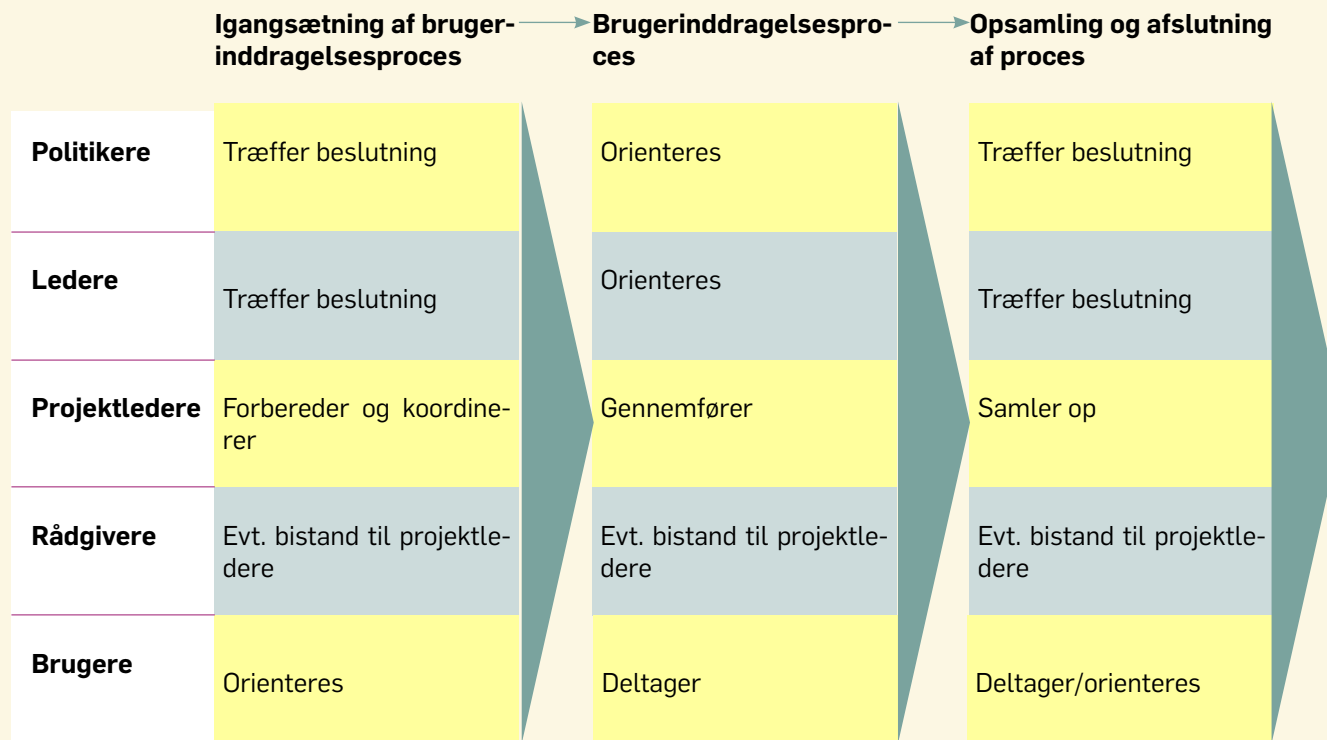 Igangsætning af bruger-
inddragelsesproces
Brugerinddragelsespro-
ces
Opsamling og afslutning
af proces
Politikere
Træffer beslutning
Orienteres
Træffer beslutning
Ledere
Træffer beslutning
Orienteres
Træffer beslutning
Projektledere
Forbereder og koordine-
rer
Gennemfører
Samler op
Rådgivere
Evt. bistand til projektle-
dere
Evt. bistand til projektle-
dere
Evt. bistand til projektle-
dere
Brugere
Orienteres
Deltager
Deltager/orienteres